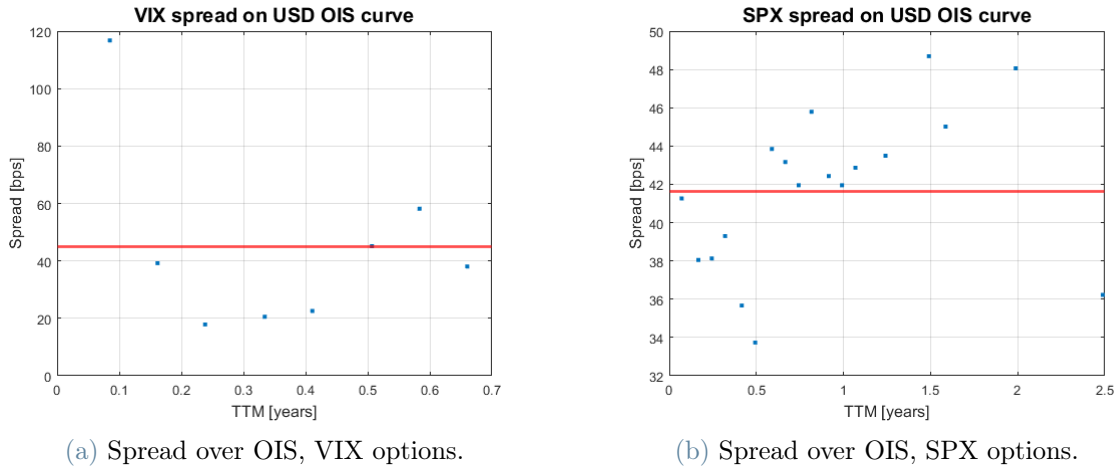 VIX spread on USD OIS curve
120
100
80
60
40
20
0
Spread [bps]
0 0.1 0.2 0.3 0.4 0.5 0.6 0.7
TTM [years]
(a) Spread over OIS, VIX options.
SPX spread on USD OIS curve
50
48
46
44
42
40
38
36
34
32
Spread [bps]
0 0.5 1 1.5 2 2.5
TTM [years]
(b) Spread over OIS, SPX options.